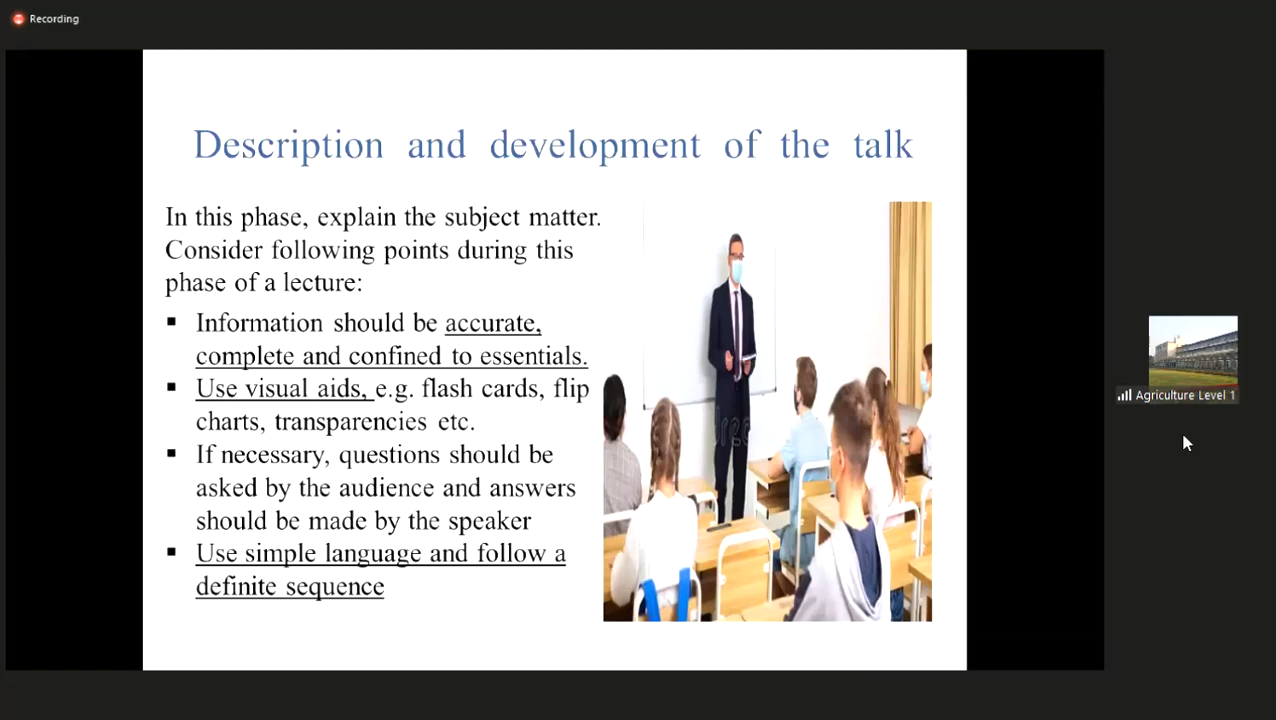 Recording
Description and development of the talk
In this phase, explain the subject matter.
Consider following points during this
phase of a lecture:
▪ Information should be accurate,
complete and confined to essentials.
▪ Use visual aids, e.g. flash cards, flip
charts, transparencies etc.
▪ If necessary, questions should be
asked by the audience and answers
should be made by the speaker
▪ Use simple language and follow a
definite sequence
Agriculture Level 1